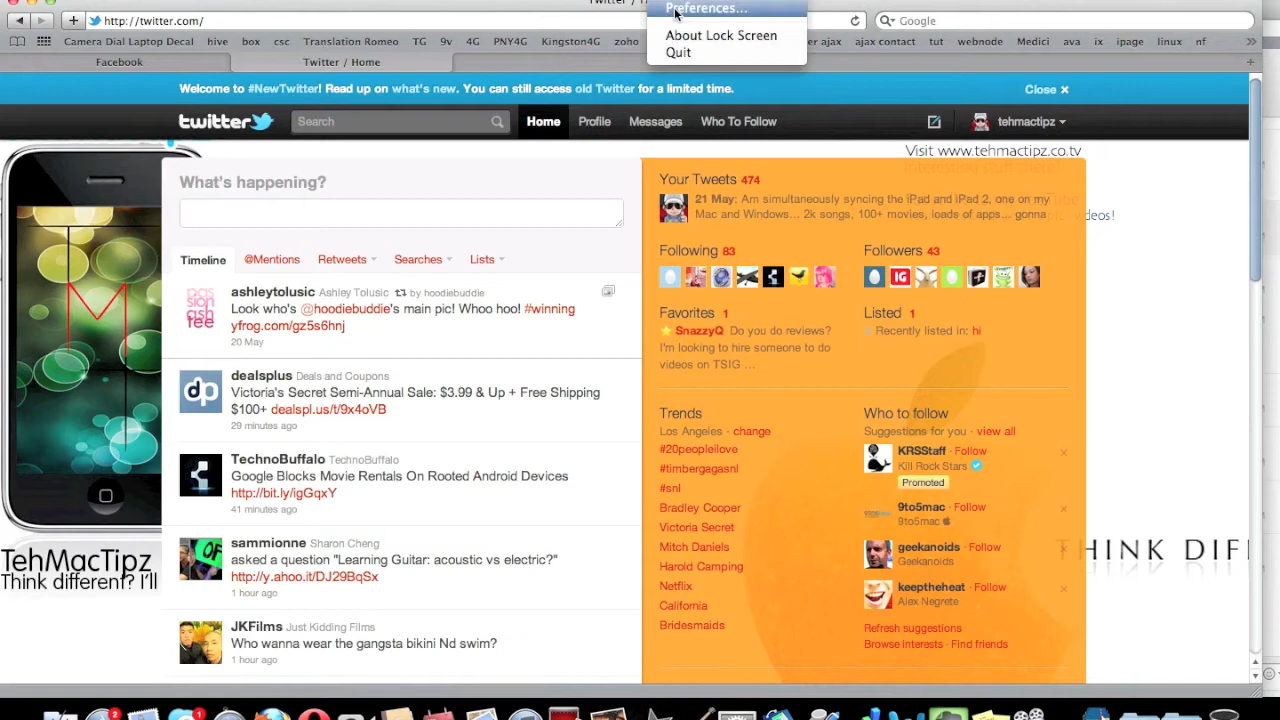 Twitter / Home
Preferences...
http://twitter.com/
Google
About Lock Screen
Quit
Camera Dial Laptop Decal hive box csc Translation Romeo TG 9v 4G PNY4G Kingston4G zoho
er ajax ajax contact tut webnode Medici ava ix ipage linux nf
Facebook
Twitter / Home
Welcome to #NewTwitter! Read up on what's new. You can still access old Twitter for a limited time.
Close ×
twitter
Search
Home
Profile
Messages
Who To Follow
tehmactipz
Visit www.tehmactipz.co.tv
What's happening?
Your Tweets 474
21 May: Am simultaneously syncing the iPad and iPad 2, one on my
Mac and Windows... 2k songs, 100+ movies, loads of apps... gonna
videos!
Following 83
Followers 43
Timeline
@Mentions
Retweets
Searches
Lists
ashleytolusic Ashley Tolusic by hoodiebuddie
Look who's @hoodiebuddie's main pic! Whoo hoo! #winning
yfrog.com/gz5s6hnj
20 May
Favorites 1
SnazzyQ Do you do reviews?
I'm looking to hire someone to do
videos on TSIG ...
Listed 1
Recently listed in: hi
dealsplus Deals and Coupons
Victoria's Secret Semi-Annual Sale: $3.99 & Up + Free Shipping
$100+ dealspl.us/t/9x4oVB
29 minutes ago
TechnoBuffalo TechnoBuffalo
Google Blocks Movie Rentals On Rooted Android Devices
http://bit.ly/igGqxY
41 minutes ago
sammionne Sharon Cheng
asked a question "Learning Guitar: acoustic vs electric?"
http://y.ahoo.it/DJ29BqSx
1 hour ago
JKFilms Just Kidding Films
Who wanna wear the gangsta bikini Nd swim?
1 hour ago
Trends
Los Angeles · change
#20peopleilove
#timbergagasnl
#snl
Bradley Cooper
Victoria Secret
Mitch Daniels
Harold Camping
Netflix
California
Bridesmaids
Who to follow
Suggestions for you · view all
KRSStaff · Follow
Kill Rock Stars
Promoted
9to5mac · Follow
9to5mac
geekanoids · Follow
Geekanoids
keeptheheat · Follow
Alex Negrete
Refresh suggestions
Browse interests · Find friends
TehMacTipz
Think different? I'll
THINK DIFF